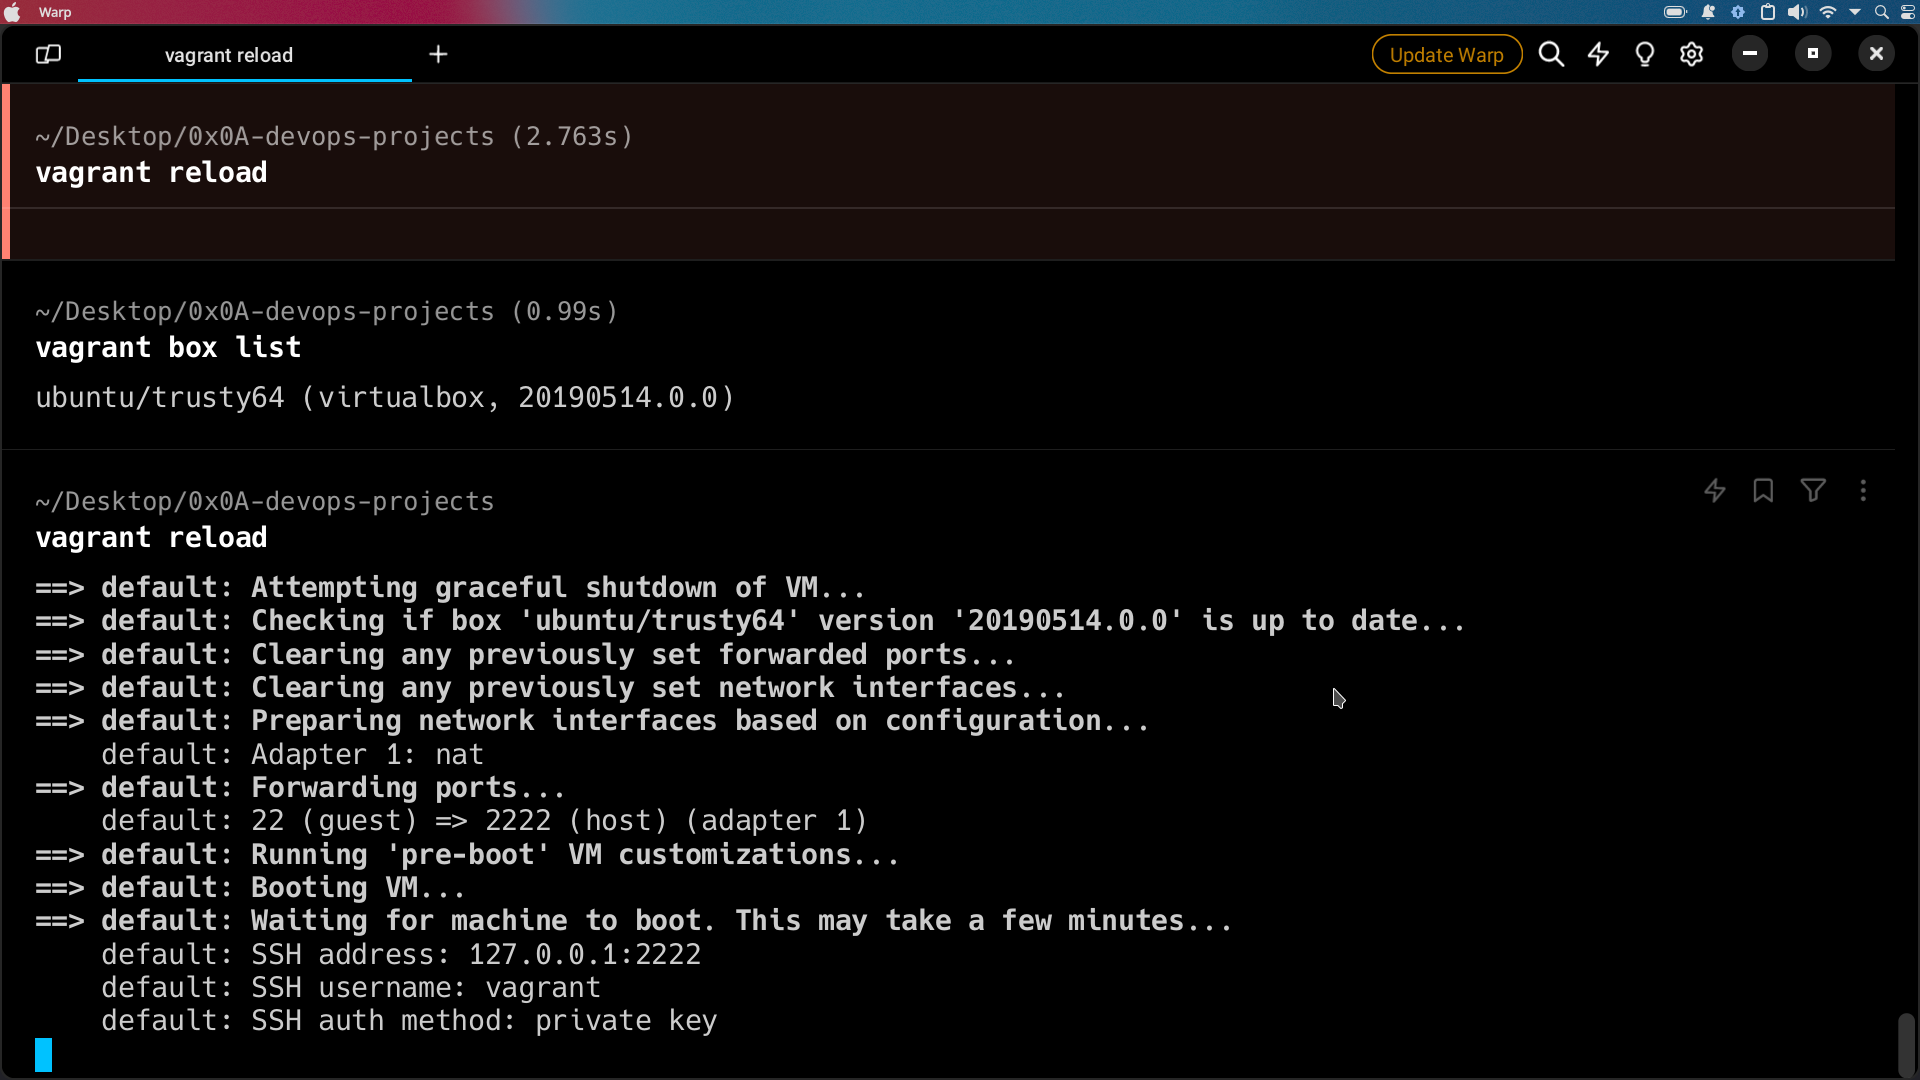 Warp
vagrant reload
Update Warp
~/Desktop/0x0A-devops-projects (2.763s)
vagrant reload
~/Desktop/0x0A-devops-projects (0.99s)
vagrant box list
ubuntu/trusty64 (virtualbox, 20190514.0.0)
~/Desktop/0x0A-devops-projects
vagrant reload
==> default: Attempting graceful shutdown of VM...
==> default: Checking if box 'ubuntu/trusty64' version '20190514.0.0' is up to date...
==> default: Clearing any previously set forwarded ports...
==> default: Clearing any previously set network interfaces...
==> default: Preparing network interfaces based on configuration...
    default: Adapter 1: nat
==> default: Forwarding ports...
    default: 22 (guest) => 2222 (host) (adapter 1)
==> default: Running 'pre-boot' VM customizations...
==> default: Booting VM...
==> default: Waiting for machine to boot. This may take a few minutes...
    default: SSH address: 127.0.0.1:2222
    default: SSH username: vagrant
    default: SSH auth method: private key